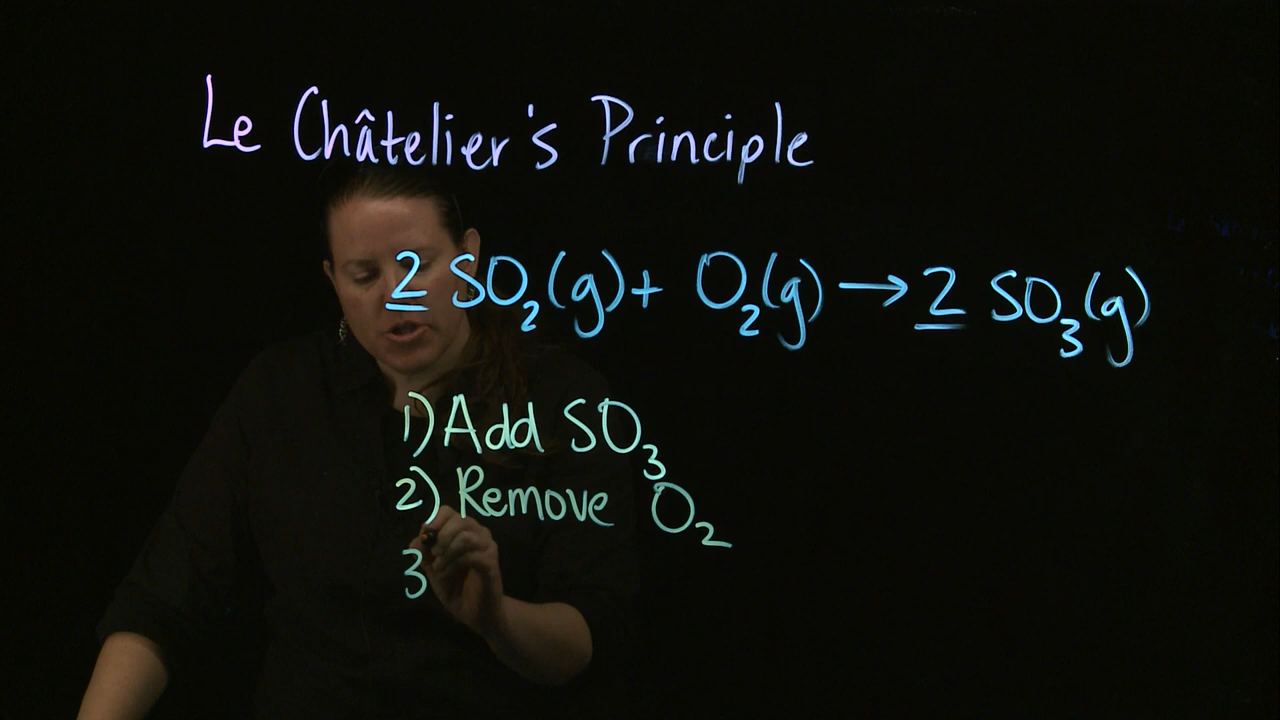 Le Châtelier's Principle
2 SO₂(g) + O₂(g) → 2 SO₃(g)
1) Add SO₃
2) Remove O₂
3